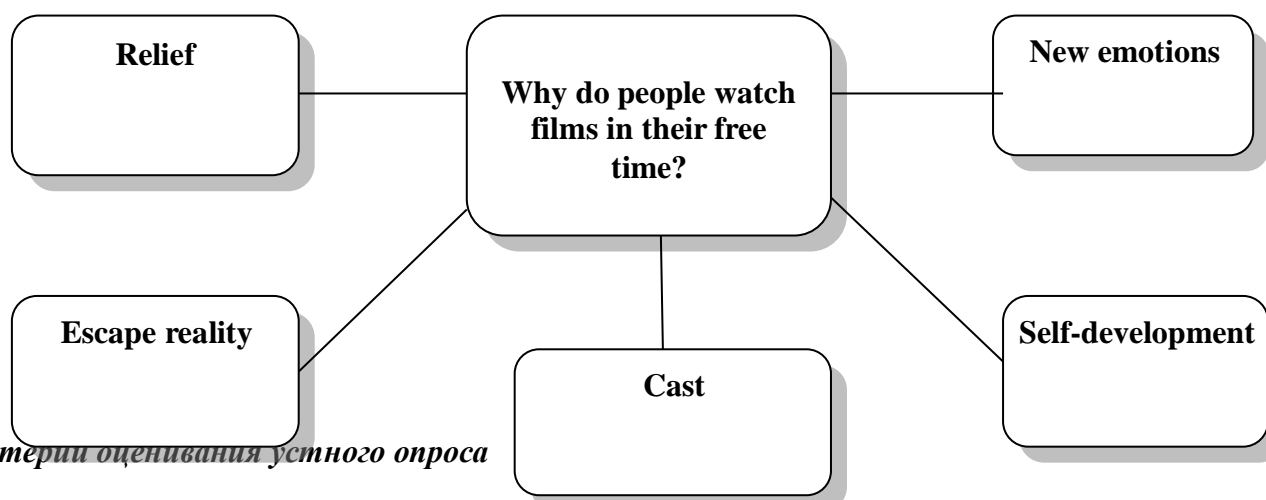 Relief
Why do people watch
films in their free
time?
New emotions
Escape reality
Cast
Self-development
терии оценивания устного опроса